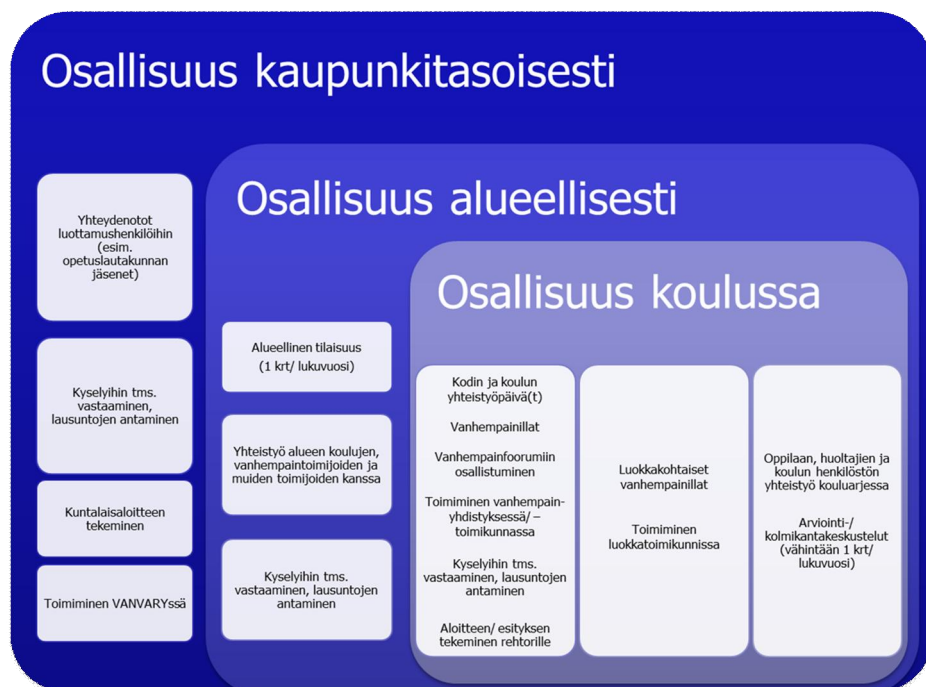 Osallisuus kaupunkitasoisesti
Yhteydenotot
luottamushenkilöihin
(esim.
opetuslautakunnan
jäsenet)
Kyselyihin tms.
vastaaminen,
lausuntojen antaminen
Kuntalaisaloitteen
tekeminen
Toimiminen VANVARYssä
Osallisuus alueellisesti
Alueellinen tilaisuus
(1 krt/ lukuvuosi)
Yhteistyö alueen koulujen,
vanhempaintoimijoiden ja
muiden toimijoiden kanssa
Kyselyihin tms.
vastaaminen, lausuntojen
antaminen
Osallisuus koulussa
Kodin ja koulun
yhteistyöpäivä(t)
Vanhempainillat
Vanhempainfoorumiin
osallistuminen
Toimiminen vanhempain-
yhdistyksessä/ –
toimikunnassa
Kyselyihin tms.
vastaaminen, lausuntojen
antaminen
Aloitteen/ esityksen
tekeminen rehtorille
Luokkakohtaiset
vanhempainillat
Toimiminen
luokkatoimikunnissa
Oppilaan, huoltajien ja
koulun henkilöstön
yhteistyö kouluarjessa
Arviointi-/
kolmikantakeskustelut
(vähintään 1 krt/
lukuvuosi)